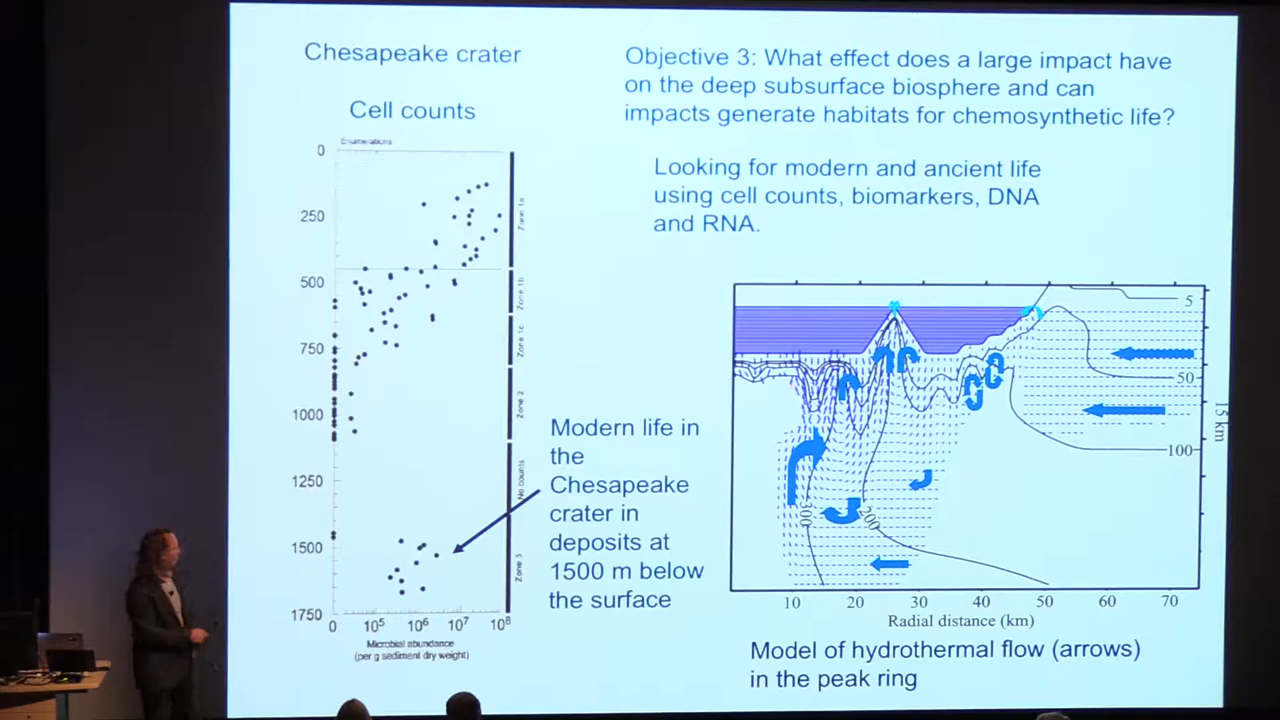 Chesapeake crater
Cell counts
Enumerations
0
250
500
750
1000
1250
1500
1750
Zone 1a
Zone 1b
Zone 1c
Zone 2
No counts
Zone 3
0
10⁵
10⁶
10⁷
10⁸
Microbial abundance
(per g sediment dry weight)
Modern life in
the
Chesapeake
crater in
deposits at
1500 m below
the surface
Objective 3: What effect does a large impact have
on the deep subsurface biosphere and can
impacts generate habitats for chemosynthetic life?
Looking for modern and ancient life
using cell counts, biomarkers, DNA
and RNA.
5
50
100
300
200
15 km
10 20 30 40 50 60 70
Radial distance (km)
Model of hydrothermal flow (arrows)
in the peak ring